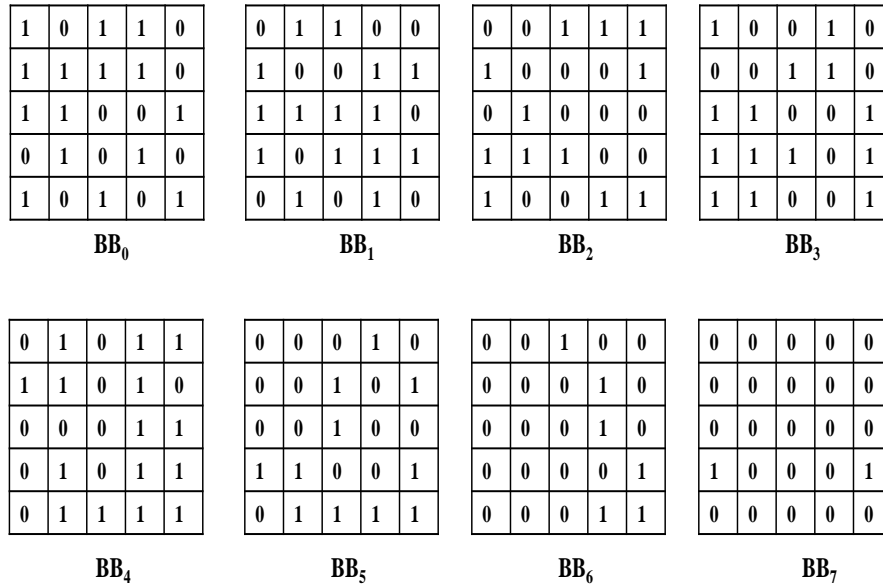 1 0 1 1 0 0 1 1 0 0 0 0 1 1 1 1 0 0 1 0
1 1 1 1 0 1 0 0 1 1 1 0 0 0 1 0 0 1 1 0
1 1 0 0 1 1 1 1 1 0 0 1 0 0 0 1 1 0 0 1
0 1 0 1 0 1 0 1 1 1 1 1 1 0 0 1 1 1 0 1
1 0 1 0 1 0 1 0 1 0 1 0 0 1 1 1 1 0 0 1
BB0 BB1 BB2 BB3
0 1 0 1 1 0 0 0 1 0 0 0 1 0 0 0 0 0 0 0
1 1 0 1 0 0 0 1 0 1 0 0 0 1 0 0 0 0 0 0
0 0 0 1 1 0 0 1 0 0 0 0 0 1 0 0 0 0 0 0
0 1 0 1 1 1 1 0 0 1 0 0 0 0 1 1 0 0 0 1
0 1 1 1 1 0 1 1 1 1 0 0 0 1 1 0 0 0 0 0
BB4 BB5 BB6 BB7